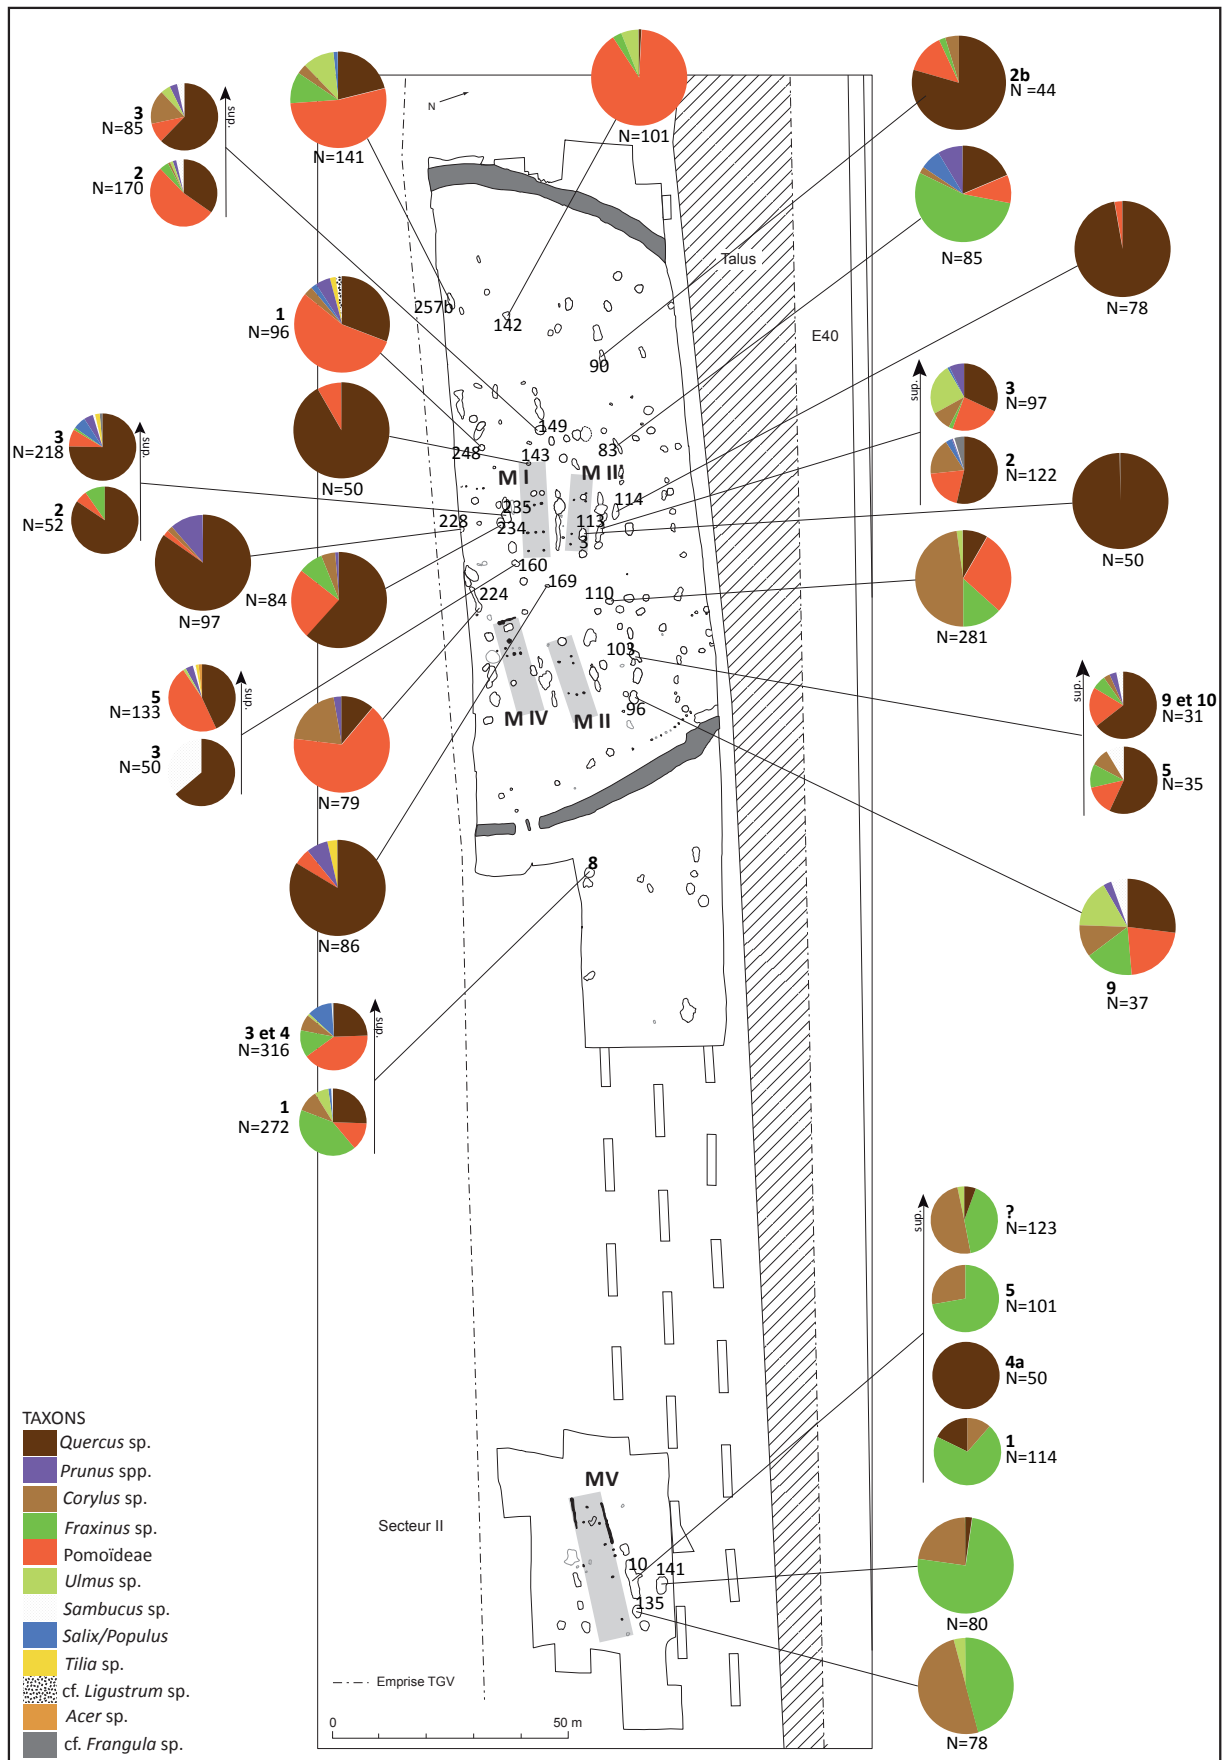 3
N=85
sup.
2
N=170
N=141
N
N=101
2b
N =44
N=85
Talus
E40
N=78
257b
142
90
1
N=96
149
83
248
143
M I
M III
N=50
sup.
3
N=97
2
N=122
3
N=218
sup.
2
N=52
235
228
234
114
113
3
N=50
N=97
N=84
160
169
224
110
N=281
103
96
M IV
M II
sup.
5
N=133
3
N=50
sup.
9 et 10
N=31
5
N=35
N=79
8
N=86
9
N=37
3 et 4
N=316
sup.
1
N=272
sup.
?
N=123
5
N=101
4a
N=50
1
N=114
TAXONS
Quercus sp.
Prunus spp.
Corylus sp.
Fraxinus sp.
Pomoïdeae
Ulmus sp.
Sambucus sp.
Salix/Populus
Tilia sp.
cf. Ligustrum sp.
Acer sp.
cf. Frangula sp.
MV
Secteur II
10
141
135
N=80
N=78
Emprise TGV
0
50 m